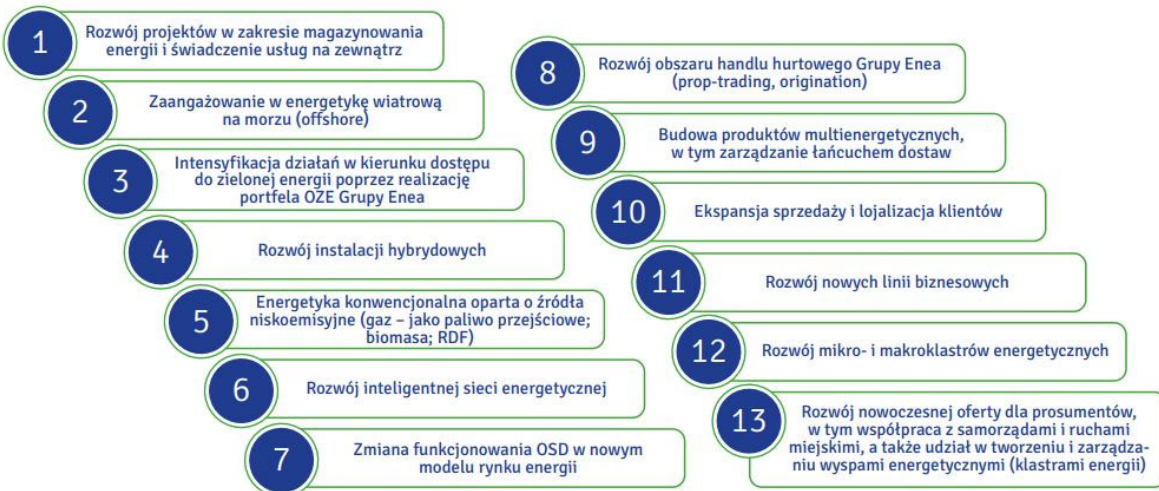 1
Rozwój projektów w zakresie magazynowania
energii i świadczenie usług na zewnątrz
2
Zaangażowanie w energetykę wiatrową
na morzu (offshore)
3
Intensyfikacja działań w kierunku dostępu
do zielonej energii poprzez realizację
portfela OZE Grupy Enea
4
Rozwój instalacji hybrydowych
5
Energetyka konwencjonalna oparta o źródła
niskoemisyjne (gaz – jako paliwo przejściowe;
biomasa; RDF)
6
Rozwój inteligentnej sieci energetycznej
7
Zmiana funkcjonowania OSD w nowym
modelu rynku energii
8
Rozwój obszaru handlu hurtowego Grupy Enea
(prop-trading, origination)
9
Budowa produktów multienergetycznych,
w tym zarządzanie łańcuchem dostaw
10
Ekspansja sprzedaży i lojalizacja klientów
11
Rozwój nowych linii biznesowych
12
Rozwój mikro- i makroklastrów energetycznych
13
Rozwój nowoczesnej oferty dla prosumentów,
w tym współpraca z samorządami i ruchami
miejskimi, a także udział w tworzeniu i zarządza-
niu wyspami energetycznymi (klastrami energii)